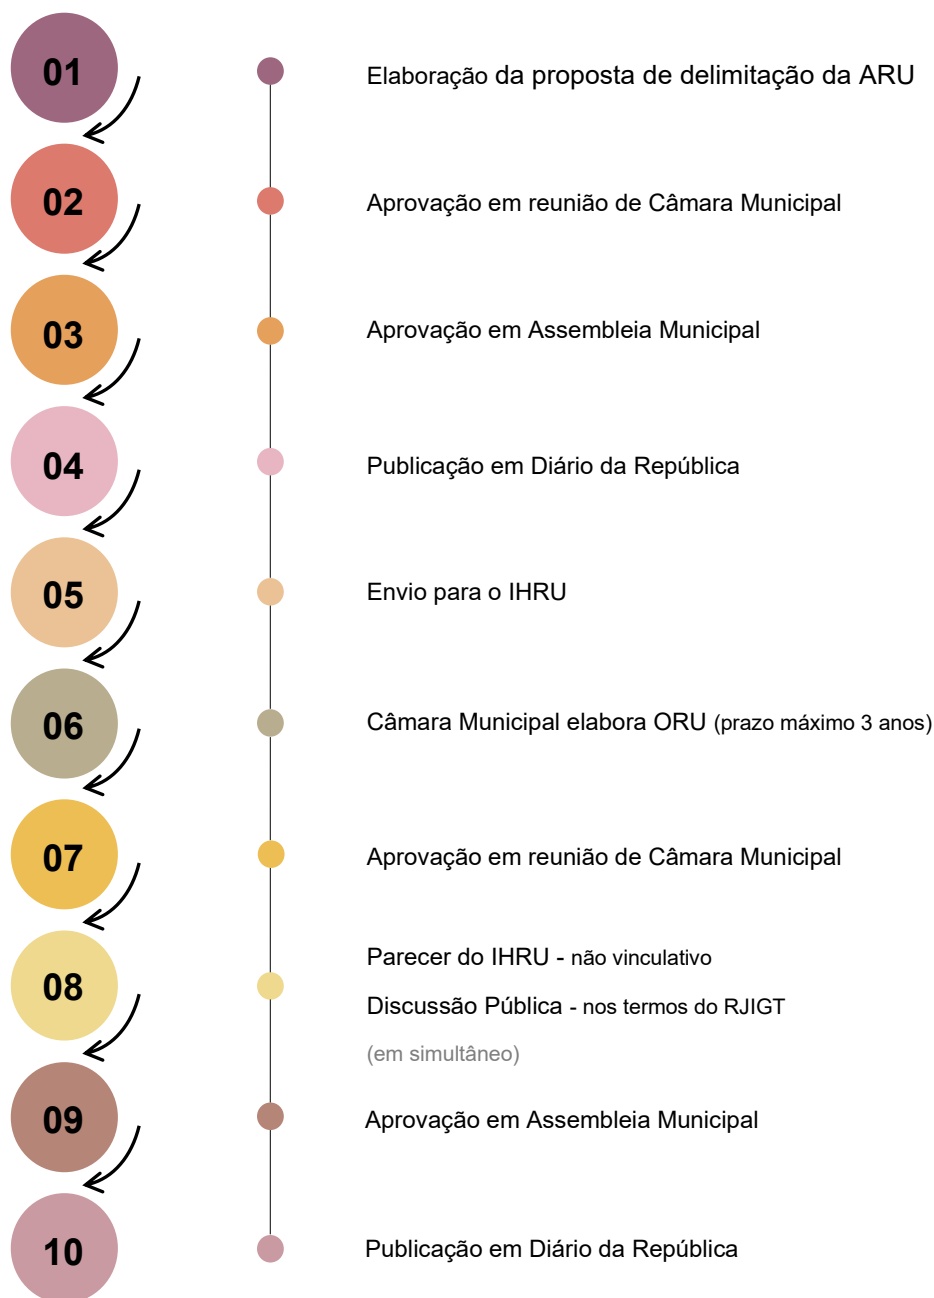 01
Elaboração da proposta de delimitação da ARU
02
Aprovação em reunião de Câmara Municipal
03
Aprovação em Assembleia Municipal
04
Publicação em Diário da República
05
Envio para o IHRU
06
Câmara Municipal elabora ORU (prazo máximo 3 anos)
07
Aprovação em reunião de Câmara Municipal
08
Parecer do IHRU - não vinculativo
Discussão Pública - nos termos do RJIGT
(em simultâneo)
09
Aprovação em Assembleia Municipal
10
Publicação em Diário da República